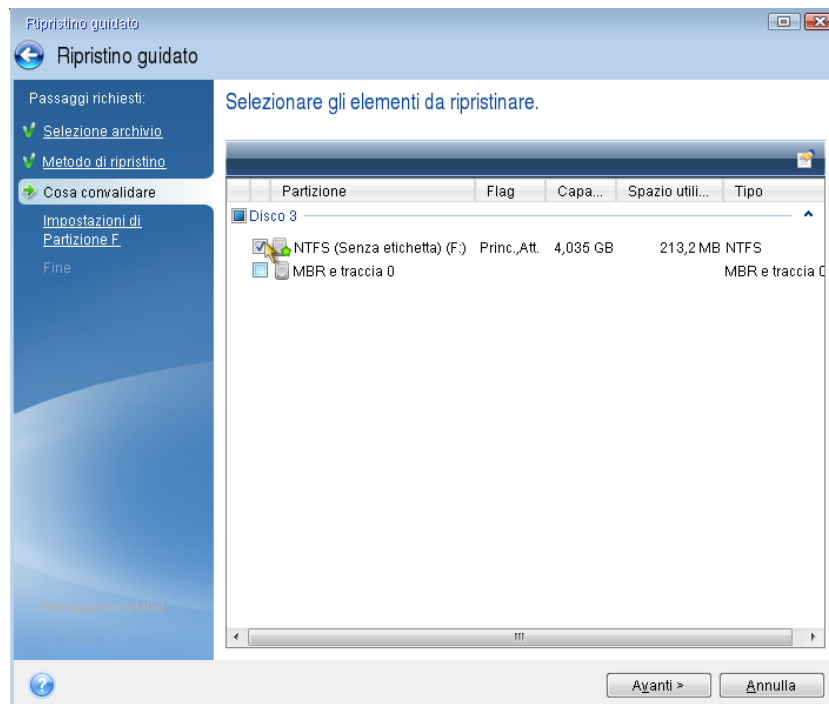 Ripristino guidato
Ripristino guidato
Passaggi richiesti:
Selezione archivio
Metodo di ripristino
Cosa convalidare
Impostazioni di
Partizione F
Fine
Selezionare gli elementi da ripristinare.
Partizione Flag Capa... Spazio utili... Tipo
Disco 3
NTFS (Senza etichetta) (F:) Princ.,Att. 4,035 GB 213,2 MB NTFS
MBR e traccia 0 MBR e traccia 0
Avanti > Annulla